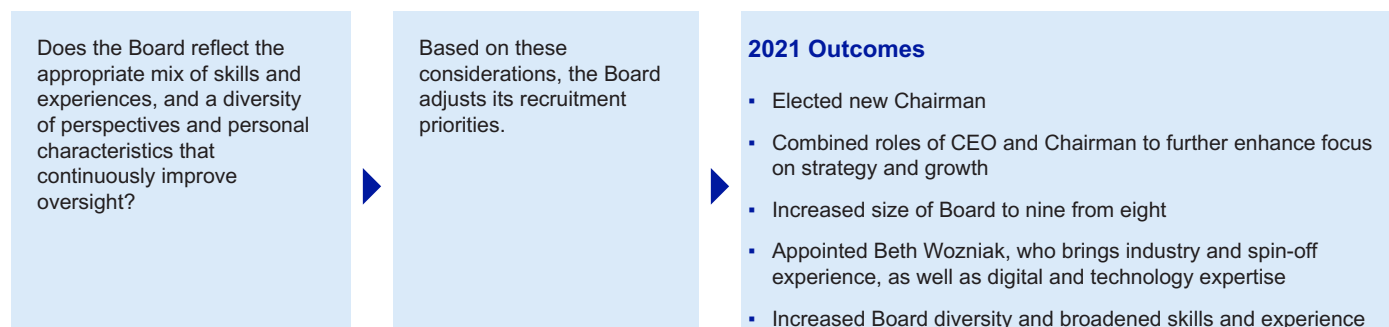 Does the Board reflect the
appropriate mix of skills and
experiences, and a diversity
of perspectives and personal
characteristics that
continuously improve
oversight?
Based on these
considerations, the Board
adjusts its recruitment
priorities.
2021 Outcomes
▪ Elected new Chairman
▪ Combined roles of CEO and Chairman to further enhance focus
on strategy and growth
▪ Increased size of Board to nine from eight
▪ Appointed Beth Wozniak, who brings industry and spin-off
experience, as well as digital and technology expertise
▪ Increased Board diversity and broadened skills and experience